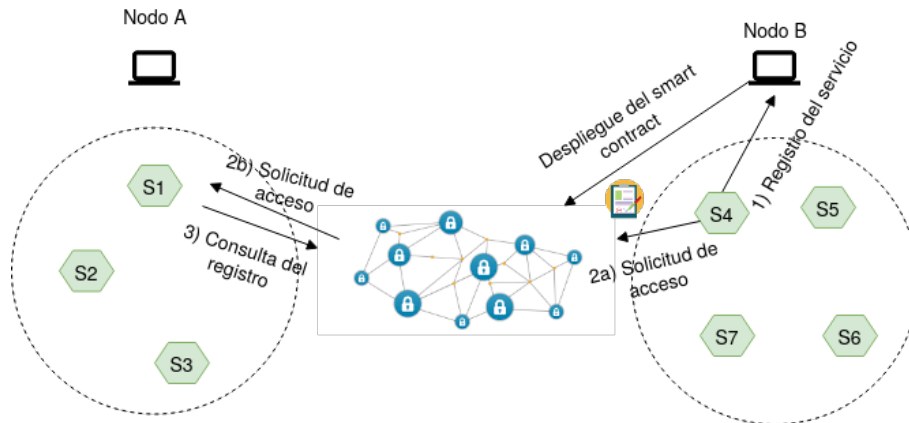 Nodo A
Nodo B
Despliegue del smart
contract
1) Registro del servicio
2b) Solicitud de
acceso
S1
3) Consulta del
registro
S2
S3
S4
S5
2a) Solicitud de
acceso
S7
S6